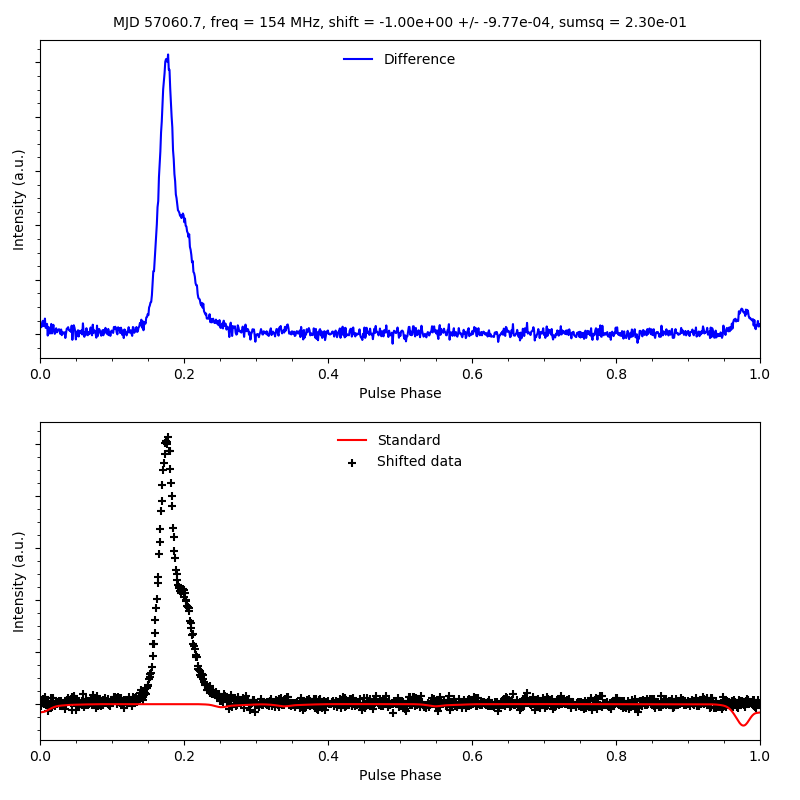 MJD 57060.7, freq = 154 MHz, shift = -1.00e+00 +/- -9.77e-04, sumsq = 2.30e-01
Difference
Intensity (a.u.)
0.0 0.2 0.4 0.6 0.8 1.0
Pulse Phase
Standard
Shifted data
Intensity (a.u.)
0.0 0.2 0.4 0.6 0.8 1.0
Pulse Phase